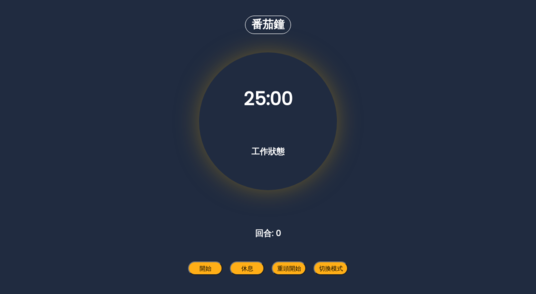 番茄鐘
25:00
工作狀態
回合: 0
開始
休息
重頭開始
切換模式